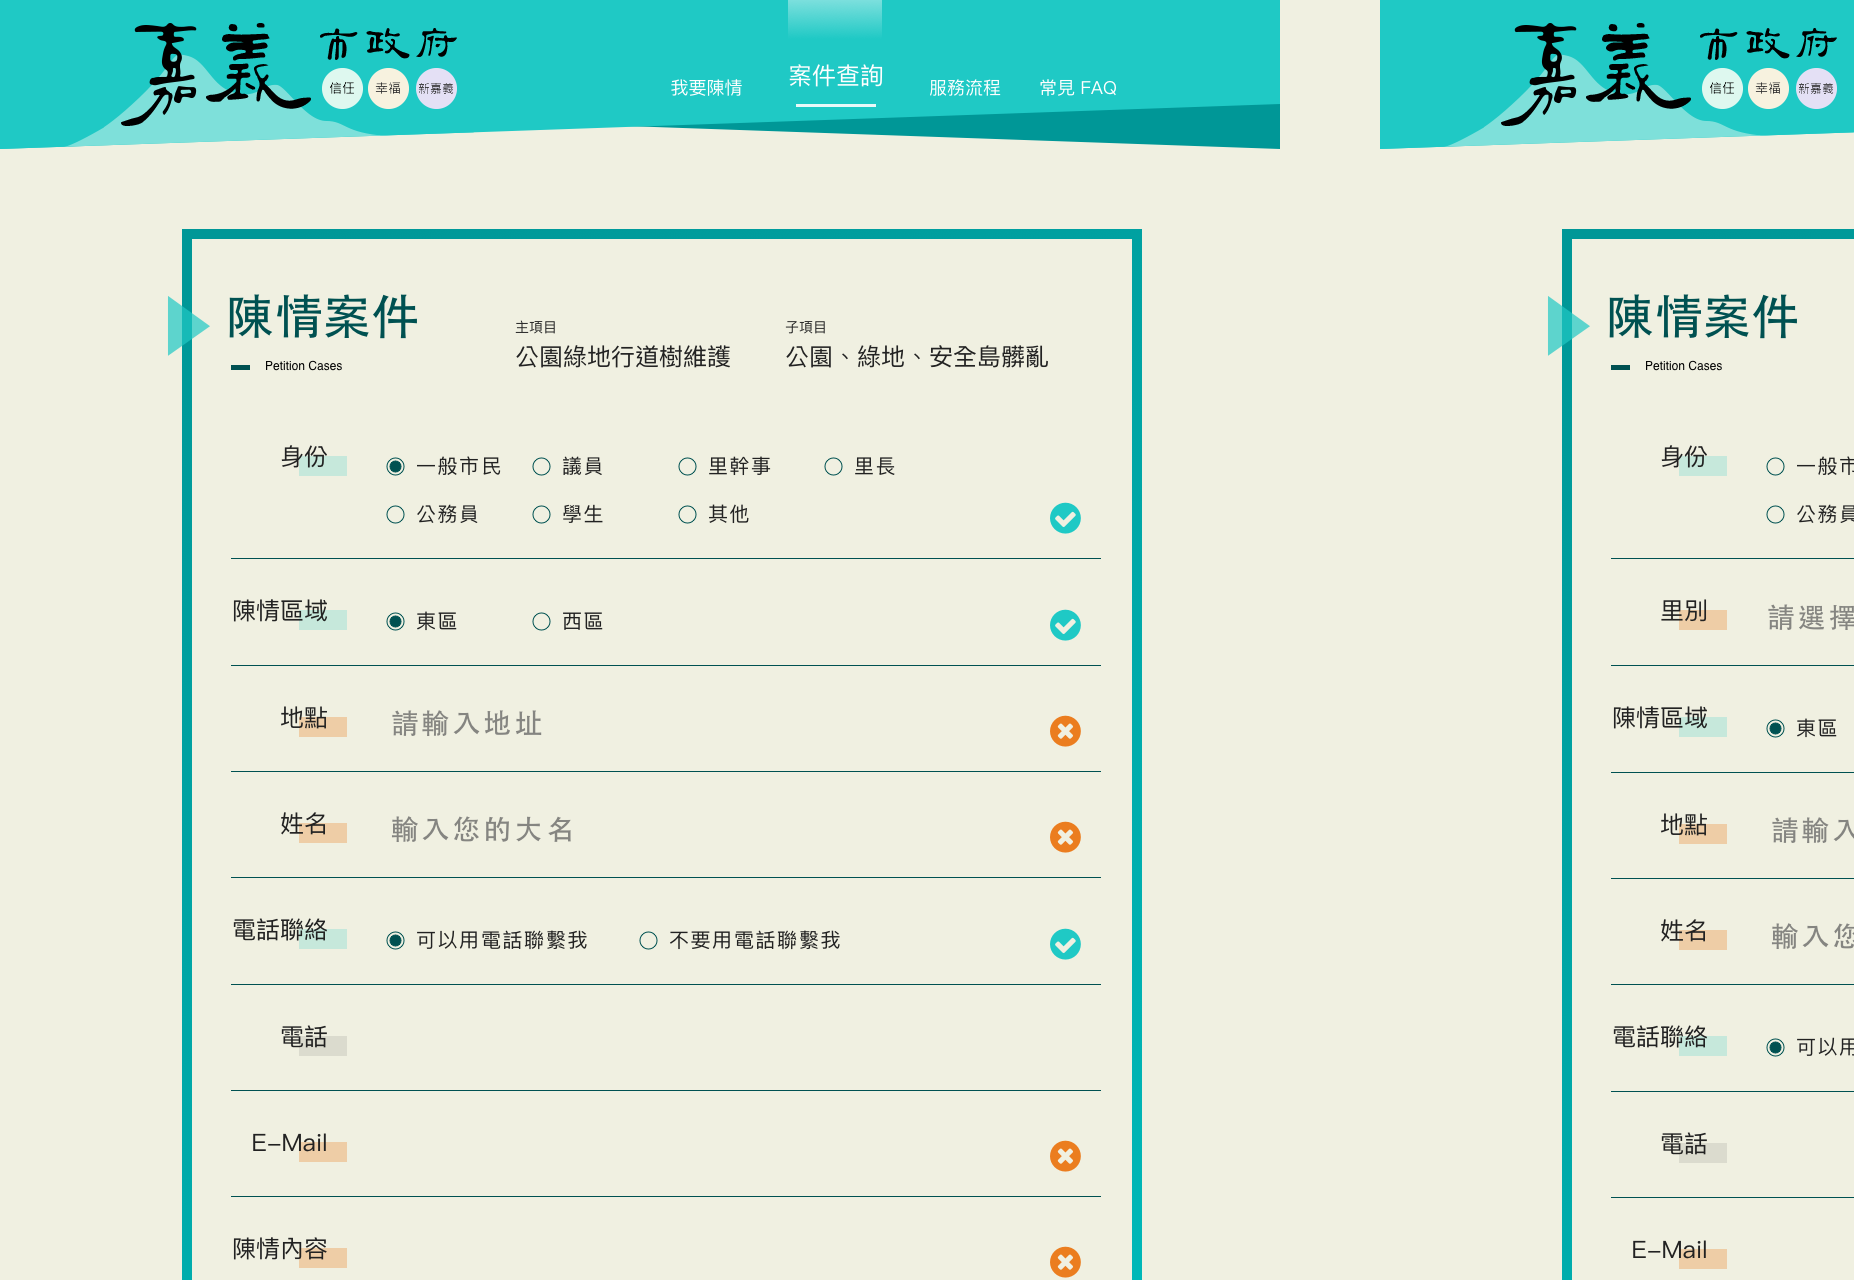 嘉義 市政府
信任 幸福 新嘉義
我要陳情 案件查詢 服務流程 常見 FAQ
陳情案件
Petition Cases
主項目
公園綠地行道樹維護
子項目
公園、綠地、安全島髒亂
身份
一般市民 議員 里幹事 里長
公務員 學生 其他
陳情區域 東區 西區
地點 請輸入地址
姓名 輸入您的大名
電話聯絡 可以用電話聯繫我 不要用電話聯繫我
電話
E-Mail
陳情內容
嘉義 市政府
信任 幸福 新嘉義
陳情案件
Petition Cases
身份 一般市
公務員
里別 請選擇
陳情區域 東區
地點 請輸入
姓名 輸入您
電話聯絡 可以用
電話
E-Mail